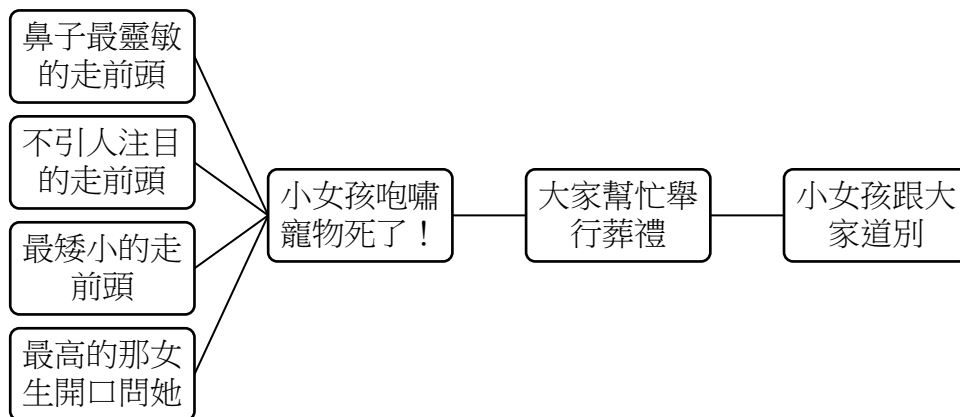 鼻子最靈敏
的走前頭
不引人注目
的走前頭
最矮小的走
前頭
最高的那女
生開口問她
小女孩咆嘯
寵物死了！
大家幫忙舉
行葬禮
小女孩跟大
家道別